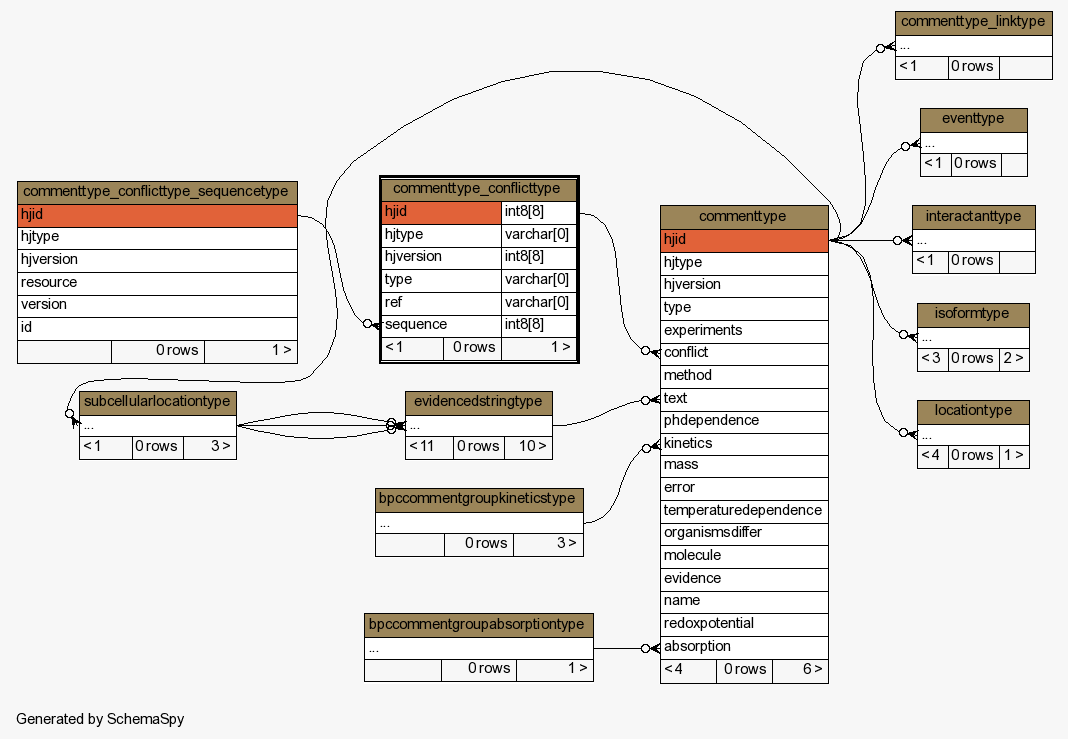 commenttype_linktype
...
< 1 0 rows
eventtype
...
< 1 0 rows
commenttype_conflicttype_sequencetype
hjid
hjtype
hjversion
resource
version
id
0 rows 1 >
commenttype_conflicttype
hjid int8[8]
hjtype varchar[0]
hjversion int8[8]
type varchar[0]
ref varchar[0]
sequence int8[8]
< 1 0 rows 1 >
commenttype
hjid
hjtype
hjversion
type
experiments
conflict
method
text
phdependence
kinetics
mass
error
temperaturedependence
organismsdiffer
molecule
evidence
name
redoxpotential
absorption
< 4 0 rows 6 >
interactanttype
...
< 1 0 rows
isoformtype
...
< 3 0 rows 2 >
locationtype
...
< 4 0 rows 1 >
subcellularlocationtype
...
< 1 0 rows 3 >
evidencedstringtype
...
< 11 0 rows 10 >
bpccommentgroupkineticstype
...
0 rows 3 >
bpccommentgroupabsorptiontype
...
0 rows 1 >
Generated by SchemaSpy